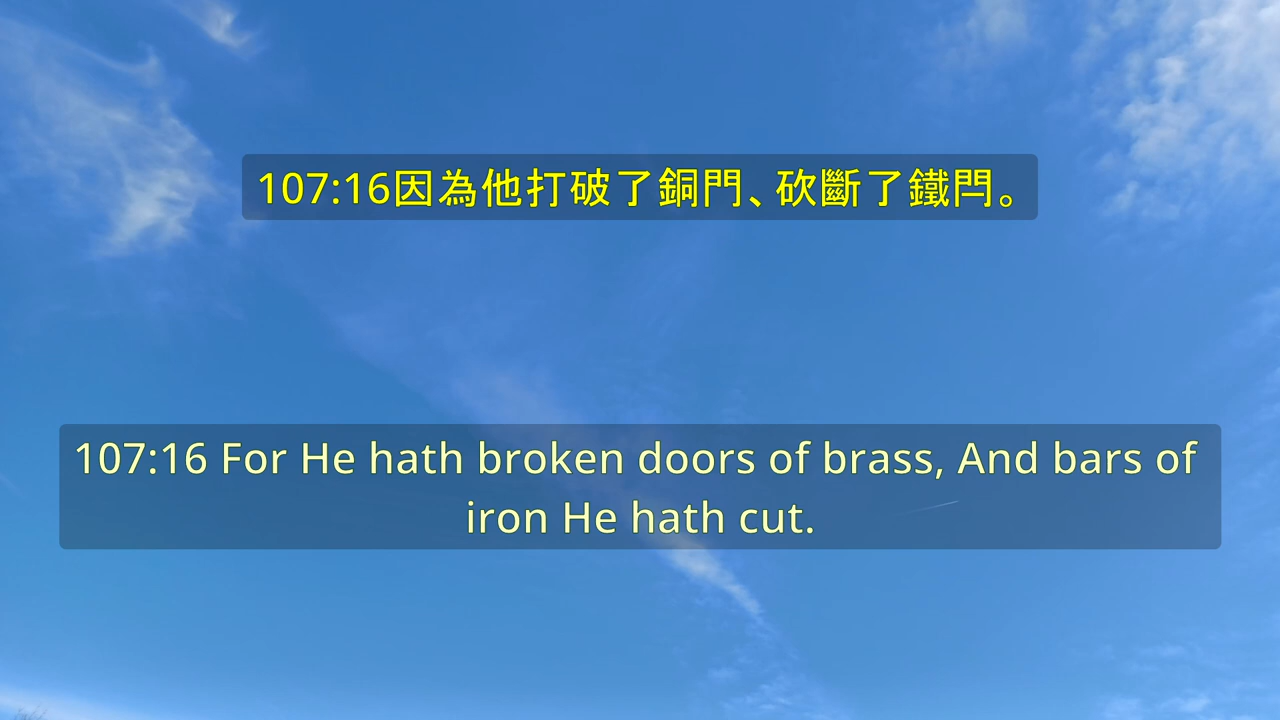 107:16因為他打破了銅門、砍斷了鐵閂。
107:16 For He hath broken doors of brass, And bars of
iron He hath cut.